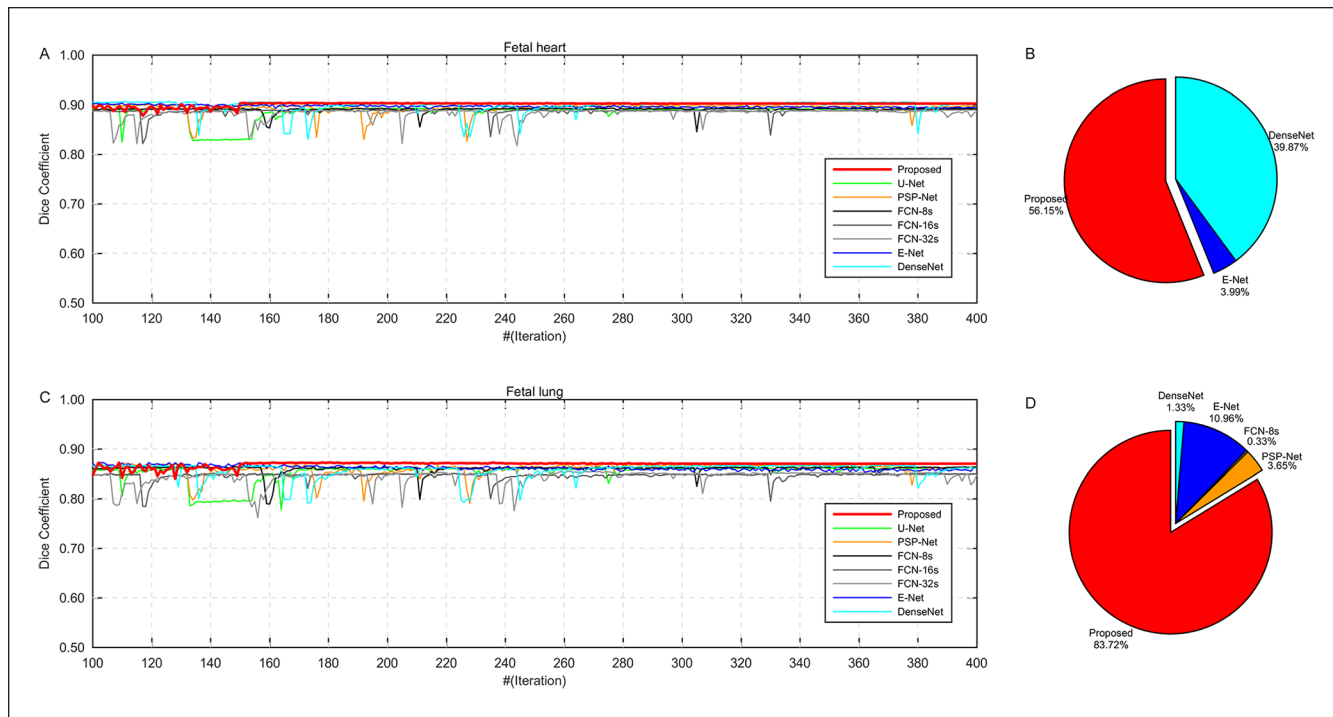 A
Fetal heart
1.00
0.90
0.80
0.70
0.60
0.50
Dice Coefficient
100 120 140 160 180 200 220 240 260 280 300 320 340 360 380 400
#(Iteration)
Proposed
U-Net
PSP-Net
FCN-8s
FCN-16s
FCN-32s
E-Net
DenseNet
B
DenseNet
39.87%
Proposed
56.15%
E-Net
3.99%
C
Fetal lung
1.00
0.90
0.80
0.70
0.60
0.50
Dice Coefficient
100 120 140 160 180 200 220 240 260 280 300 320 340 360 380 400
#(Iteration)
Proposed
U-Net
PSP-Net
FCN-8s
FCN-16s
FCN-32s
E-Net
DenseNet
D
DenseNet
1.33%
E-Net
10.96%
FCN-8s
0.33%
PSP-Net
3.65%
Proposed
83.72%